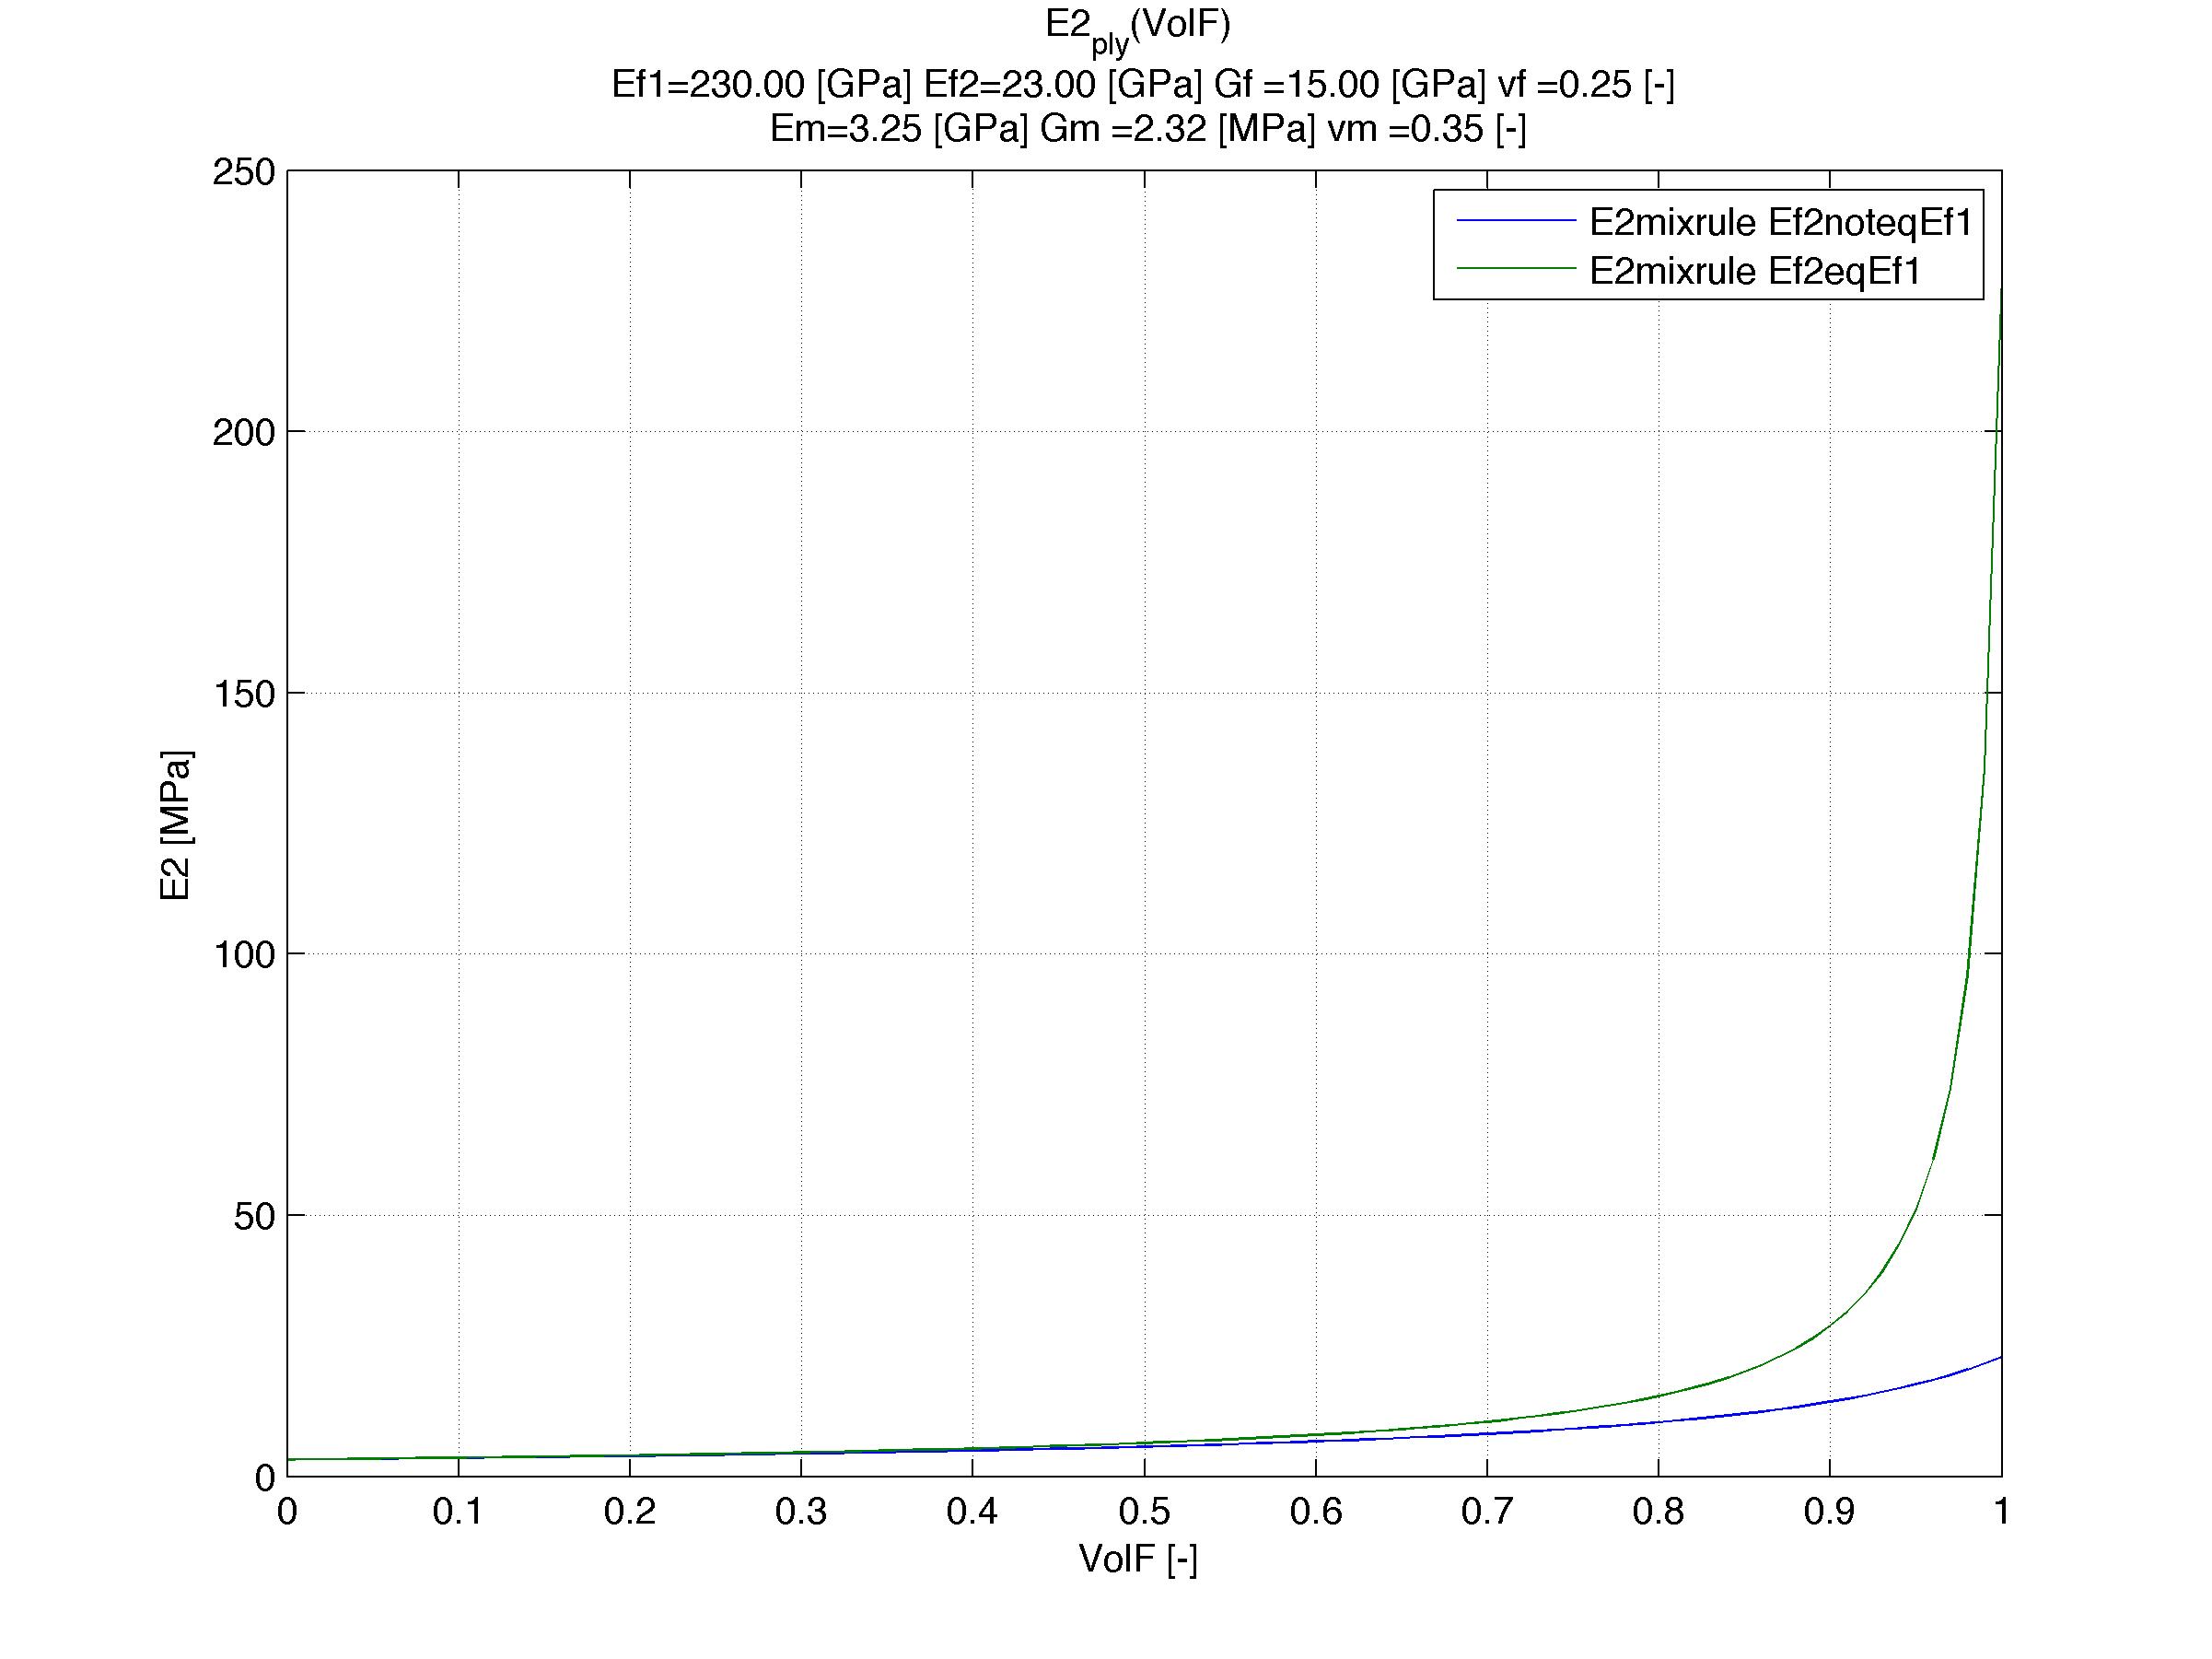 E2ply(VolF)
Ef1=230.00 [GPa] Ef2=23.00 [GPa] Gf =15.00 [GPa] vf =0.25 [-]
Em=3.25 [GPa] Gm =2.32 [MPa] vm =0.35 [-]
250
200
150
100
50
0
E2 [MPa]
E2mixrule Ef2noteqEf1
E2mixrule Ef2eqEf1
0 0.1 0.2 0.3 0.4 0.5 0.6 0.7 0.8 0.9 1
VolF [-]